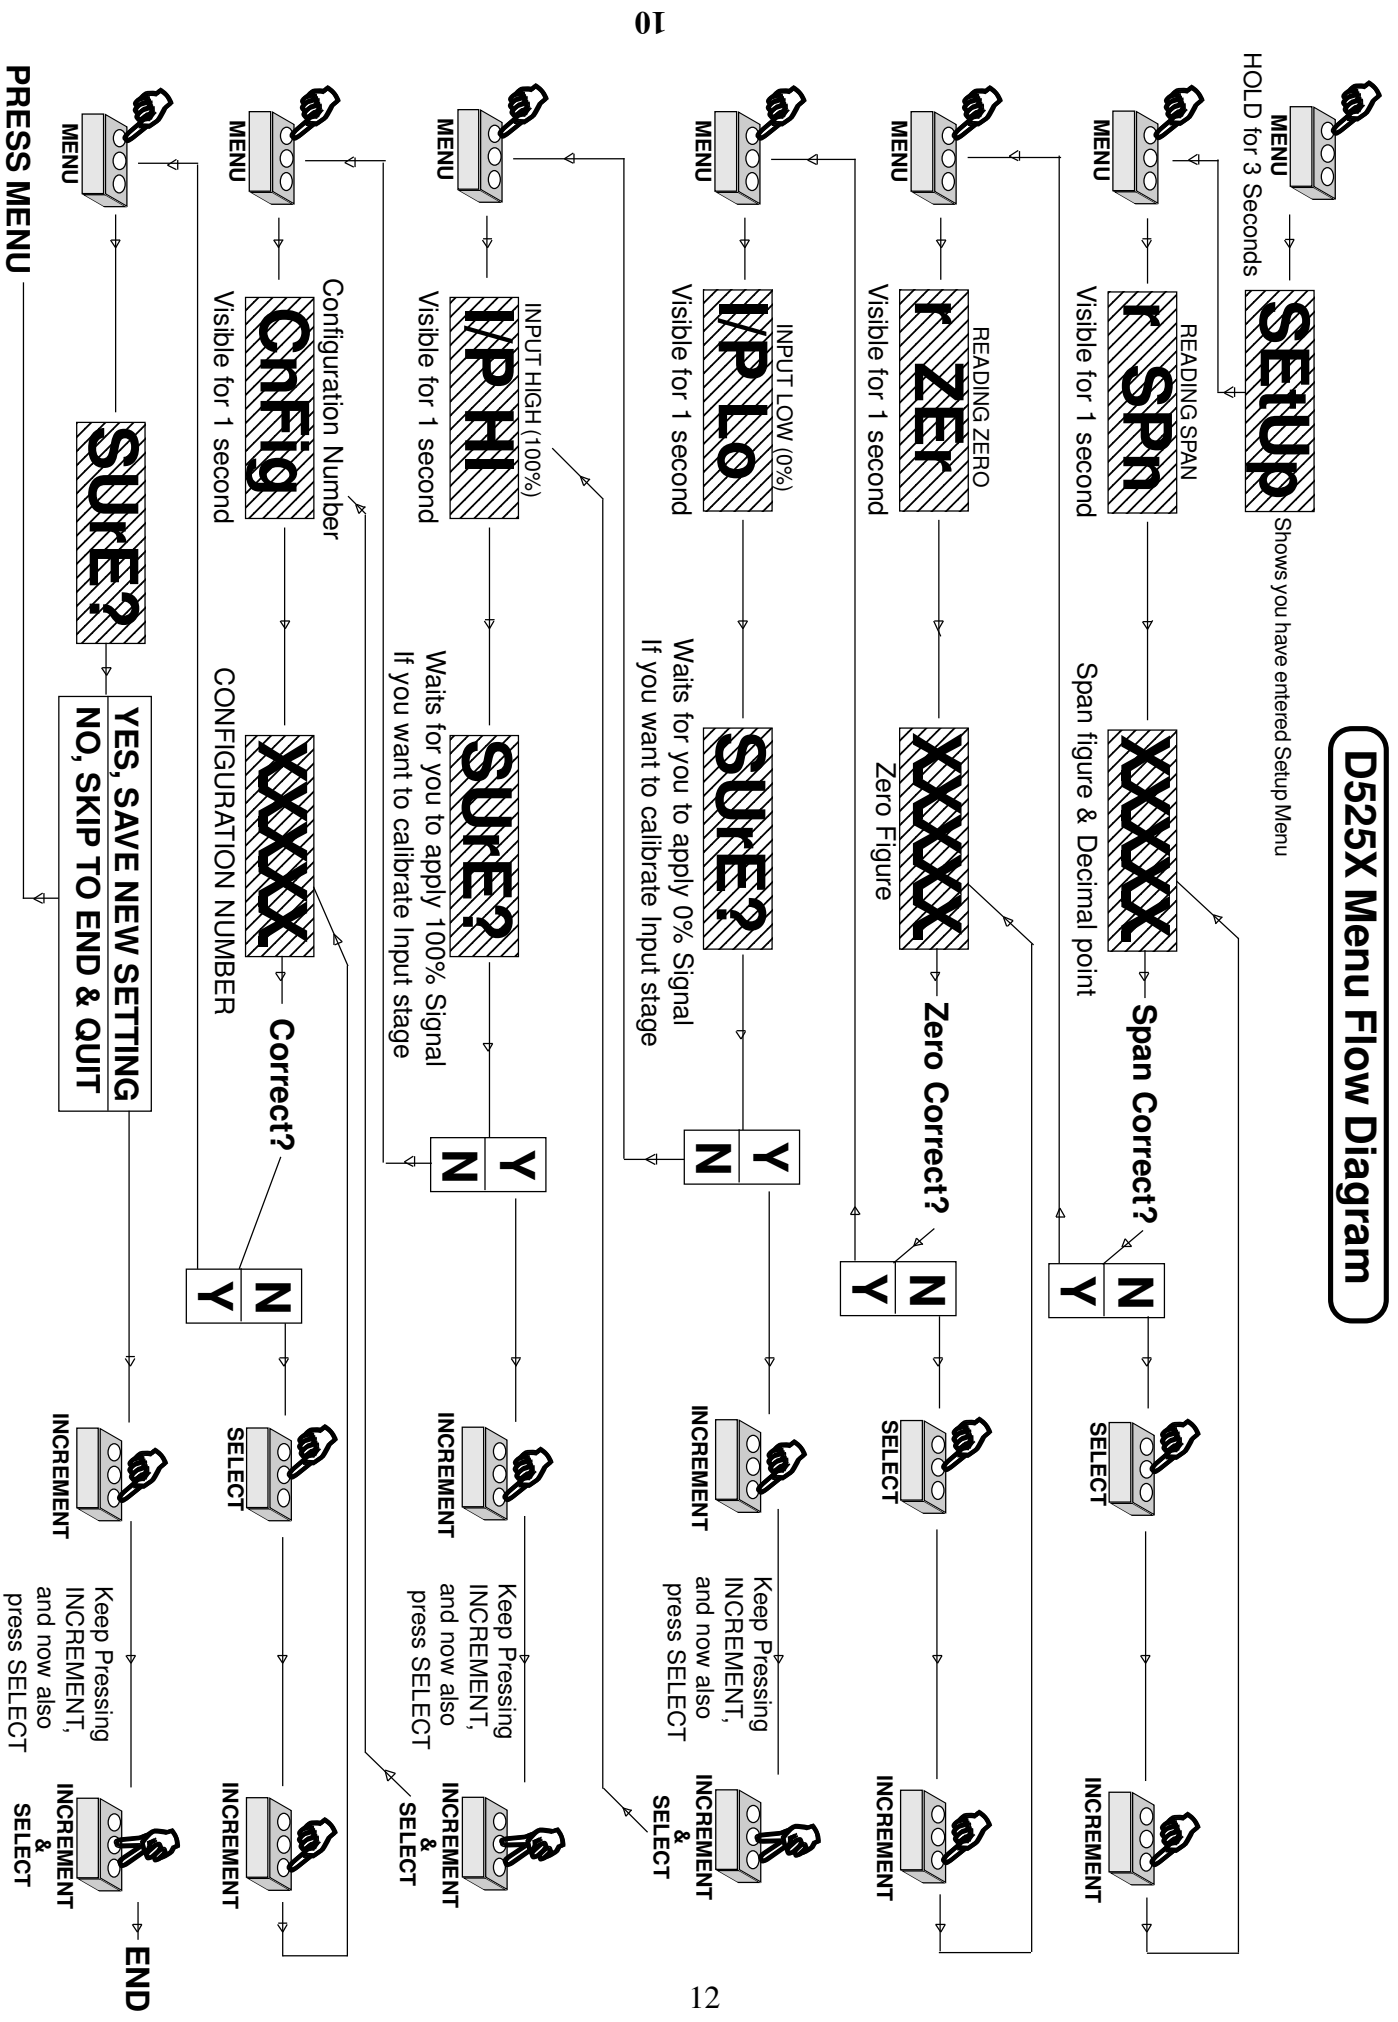 D525X Menu Flow Diagram
MENU
HOLD for 3 Seconds
SEtUp
Shows you have entered Setup Menu
MENU
READING SPAN
r SPn
Visible for 1 second
XXXXX
Span figure & Decimal point
Span Correct?
N
Y
SELECT
INCREMENT
MENU
READING ZERO
r ZEr
Visible for 1 second
XXXXX
Zero Figure
Zero Correct?
N
Y
SELECT
INCREMENT
MENU
INPUT LOW (0%)
I/P Lo
Visible for 1 second
SUrE?
Waits for you to apply 0% Signal
If you want to calibrate Input stage
Y
N
INCREMENT
Keep Pressing
INCREMENT,
and now also
press SELECT
INCREMENT
&
SELECT
MENU
INPUT HIGH (100%)
I/P HI
Visible for 1 second
SUrE?
Waits for you to apply 100% Signal
If you want to calibrate Input stage
Y
N
INCREMENT
Keep Pressing
INCREMENT,
and now also
press SELECT
INCREMENT
&
SELECT
MENU
Configuration Number
CnFig
Visible for 1 second
XXXXX
CONFIGURATION NUMBER
Correct?
N
Y
SELECT
INCREMENT
MENU
SUrE?
YES, SAVE NEW SETTING
NO, SKIP TO END & QUIT
INCREMENT
Keep Pressing
INCREMENT,
and now also
press SELECT
INCREMENT
&
SELECT
END
PRESS MENU
10
12